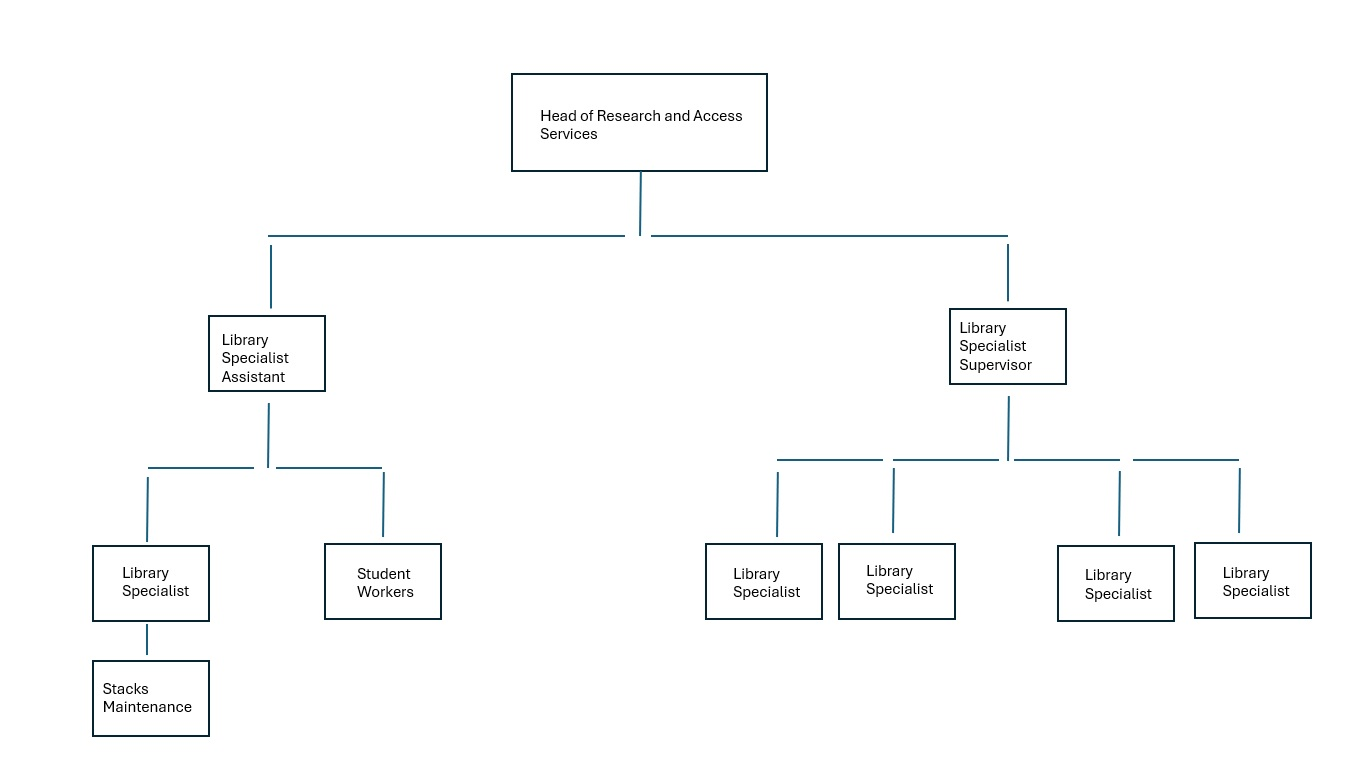 Head of Research and Access
Services
Library
Specialist
Assistant
Library
Specialist
Supervisor
Library
Specialist
Student
Workers
Library
Specialist
Library
Specialist
Library
Specialist
Library
Specialist
Stacks
Maintenance